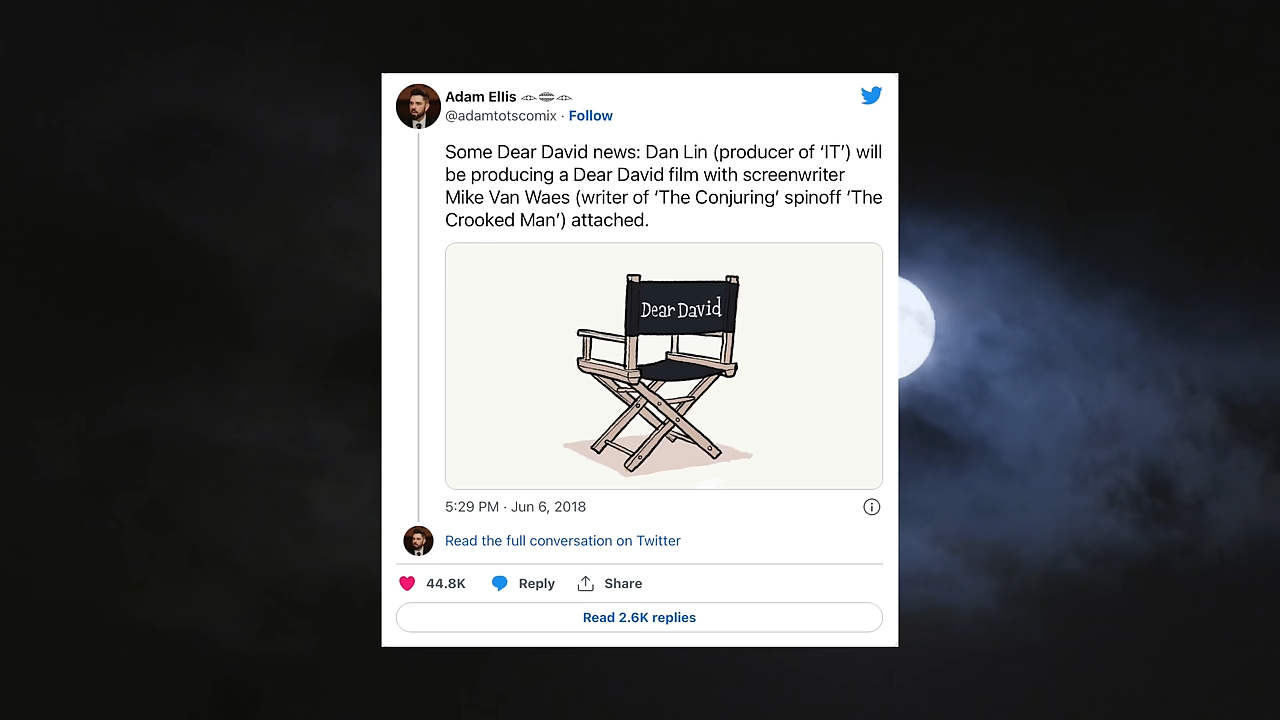 Adam Ellis
@adamtotscomix · Follow
Some Dear David news: Dan Lin (producer of ‘IT’) will
be producing a Dear David film with screenwriter
Mike Van Waes (writer of ‘The Conjuring’ spinoff ’The
Crooked Man’) attached.
Dear David
5:29 PM · Jun 6, 2018
Read the full conversation on Twitter
44.8K Reply Share
Read 2.6K replies